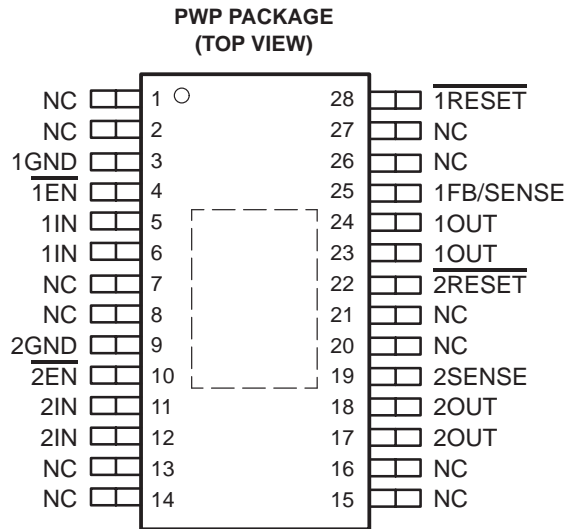 PWP PACKAGE
(TOP VIEW)
NC 1 28 1RESET
NC 2 27 NC
1GND 3 26 NC
1EN 4 25 1FB/SENSE
1IN 5 24 1OUT
1IN 6 23 1OUT
NC 7 22 2RESET
NC 8 21 NC
2GND 9 20 NC
2EN 10 19 2SENSE
2IN 11 18 2OUT
2IN 12 17 2OUT
NC 13 16 NC
NC 14 15 NC